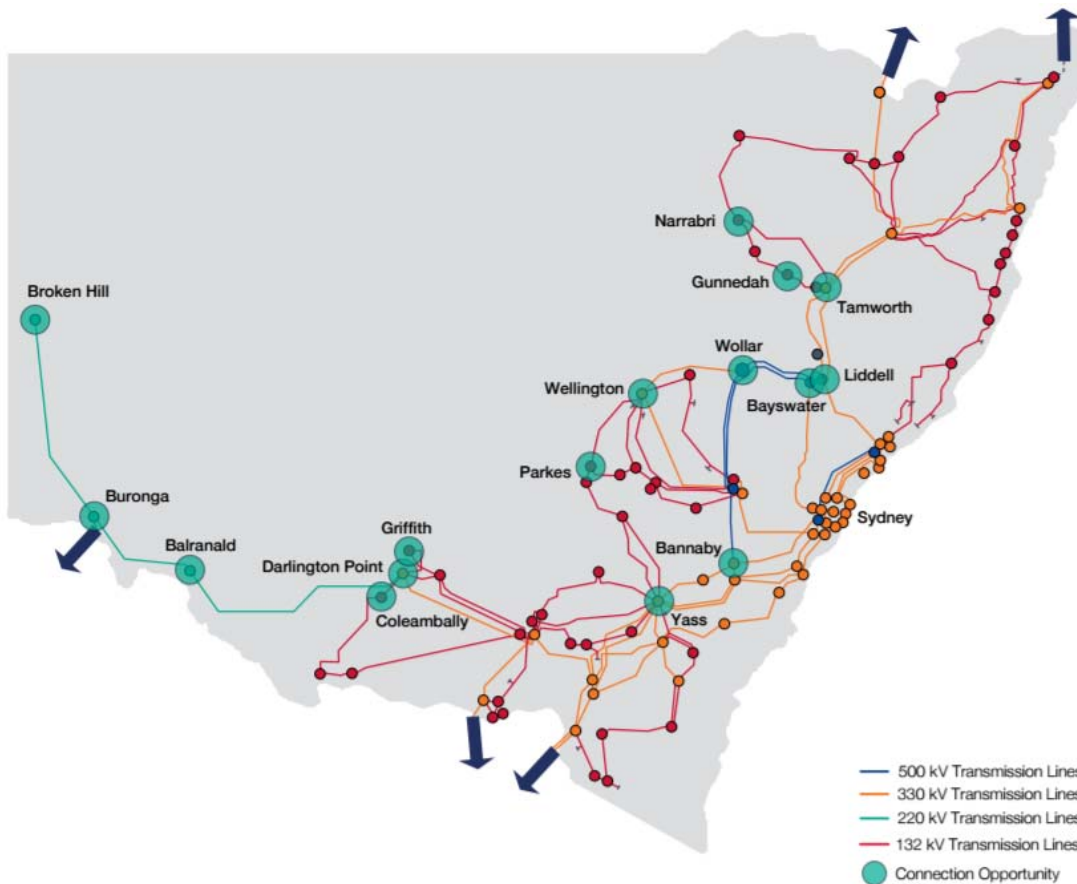 Narrabri
Gunnedah
Tamworth
Broken Hill
Wollar
Liddell
Wellington
Bayswater
Parkes
Buronga
Sydney
Griffith
Balranald
Bannaby
Darlington Point
Coleambally
Yass
500 kV Transmission Lines
330 kV Transmission Lines
220 kV Transmission Lines
132 kV Transmission Lines
Connection Opportunity